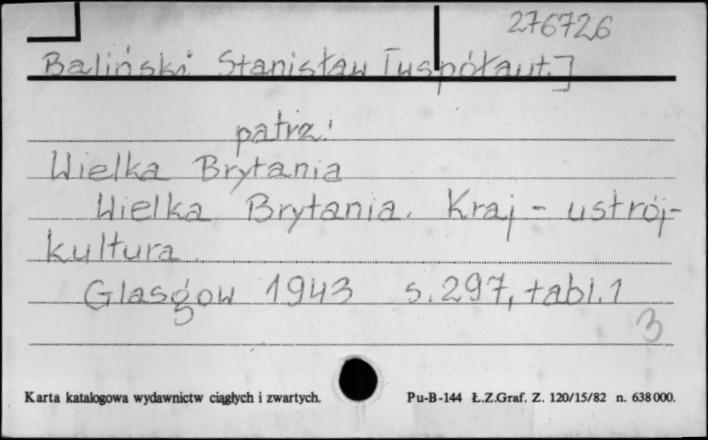 276726
Baliński Stanisław [współaut.]
patrz:
Wielka Brytania
Wielka Brytania. Kraj - ustrój-
kultura.
Glasgow 1943 s. 297, tabl. 1
3
Karta katalogowa wydawnictw ciągłych i zwartych. Pu-B-144 Ł.Z.Graf. Z. 120/15/82 n. 638000.